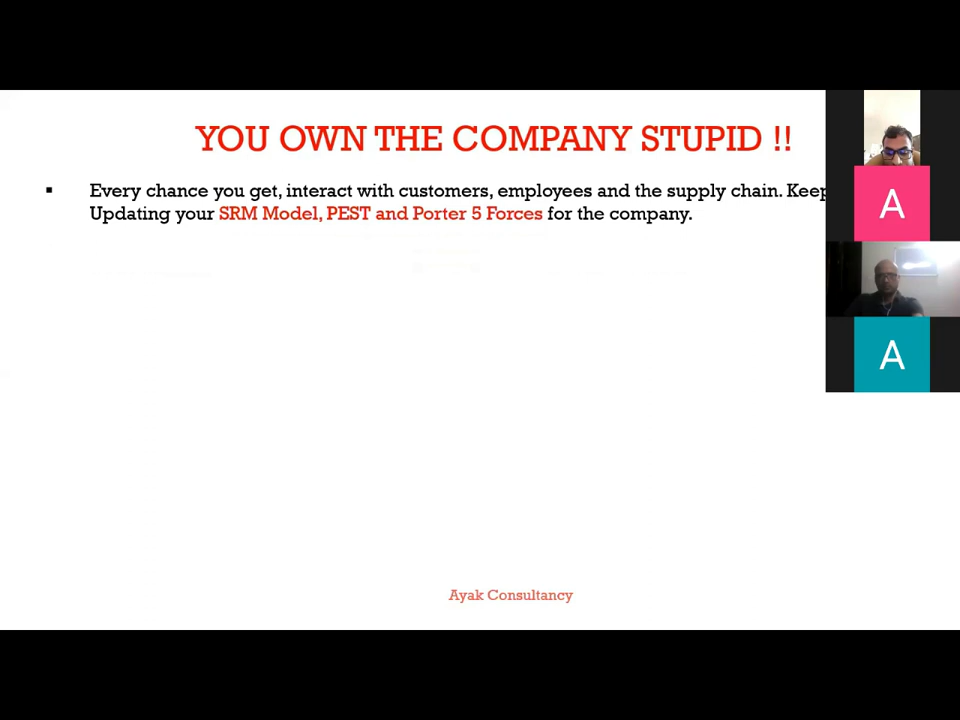 YOU OWN THE COMPANY STUPID !!
▪ Every chance you get, interact with customers, employees and the supply chain. Keep
Updating your SRM Model, PEST and Porter 5 Forces for the company.
A
A
Ayak Consultancy